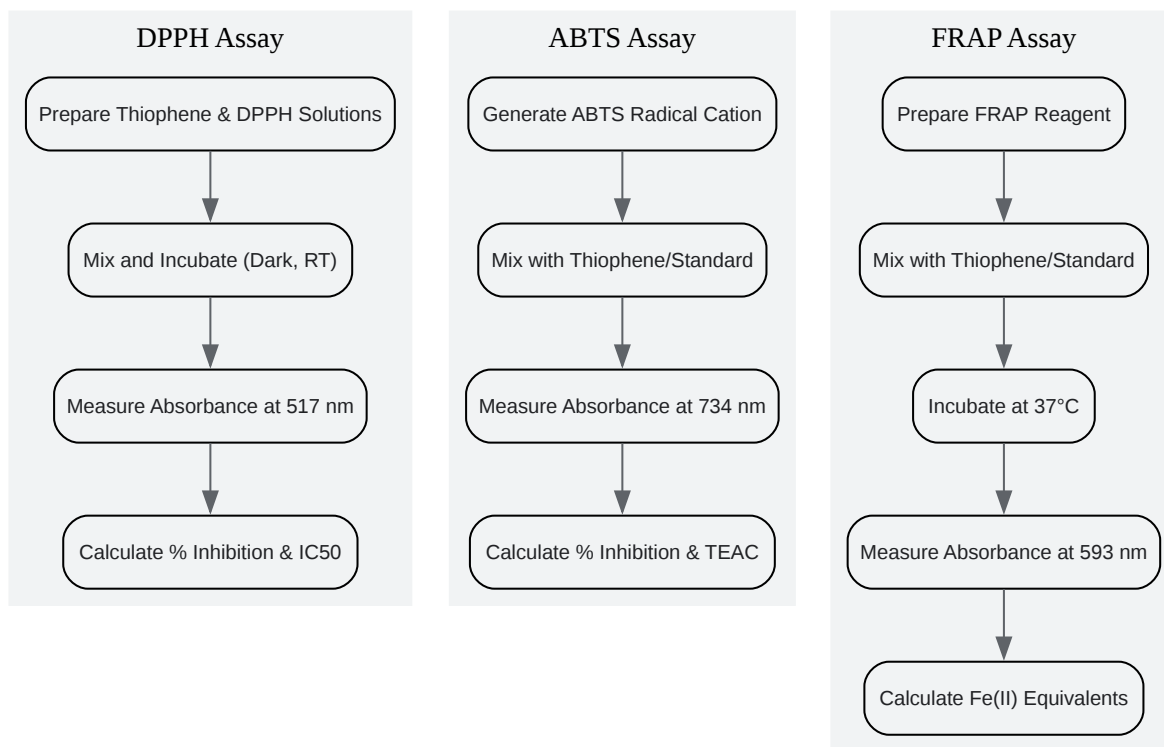 DPPH Assay
Prepare Thiophene & DPPH Solutions
Mix and Incubate (Dark, RT)
Measure Absorbance at 517 nm
Calculate % Inhibition & IC50
ABTS Assay
Generate ABTS Radical Cation
Mix with Thiophene/Standard
Measure Absorbance at 734 nm
Calculate % Inhibition & TEAC
FRAP Assay
Prepare FRAP Reagent
Mix with Thiophene/Standard
Incubate at 37°C
Measure Absorbance at 593 nm
Calculate Fe(II) Equivalents